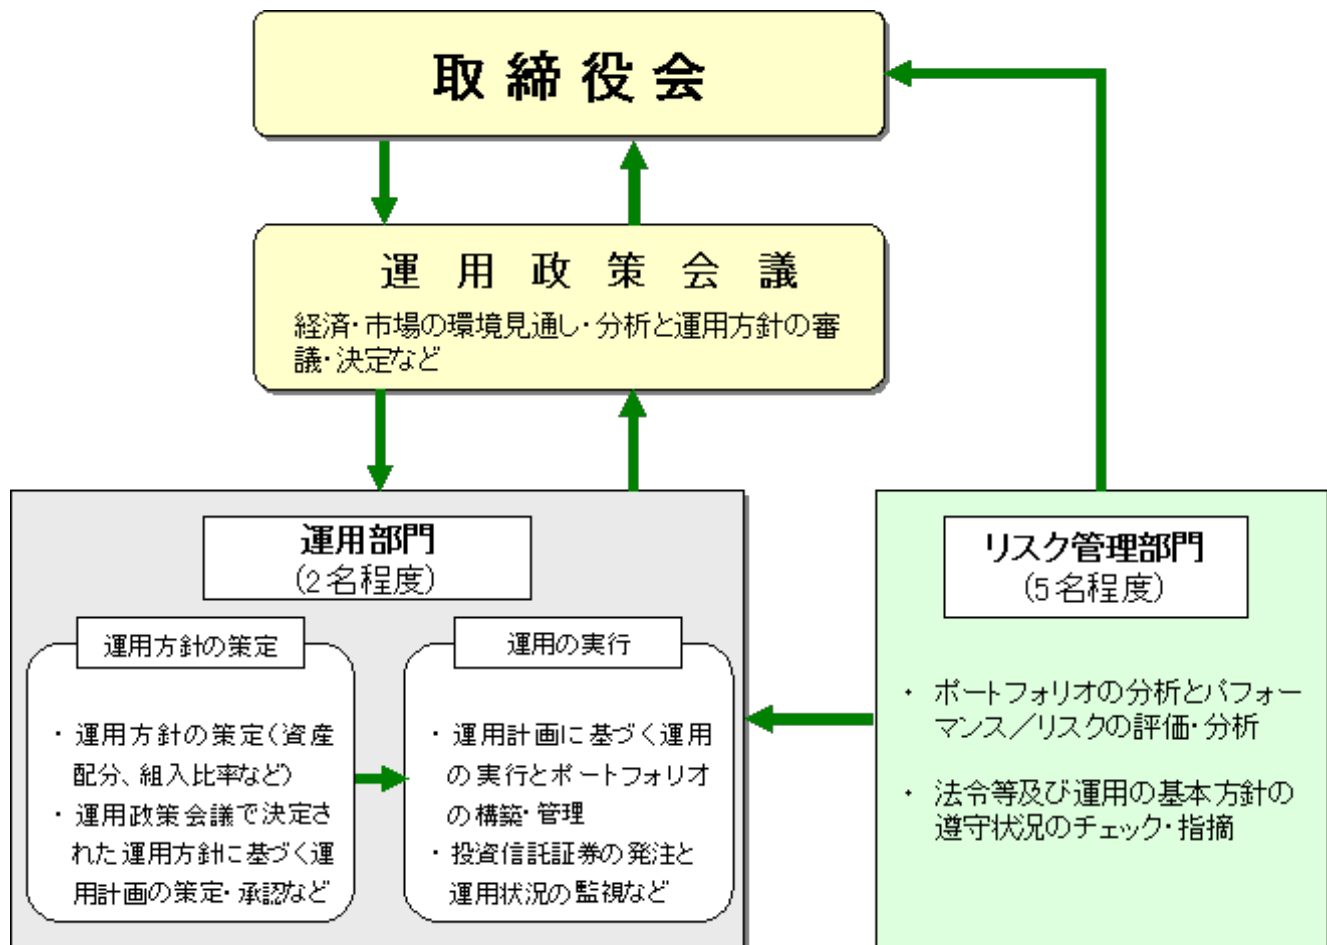 取締役会
運用政策会議
経済・市場の環境見通し・分析と運用方針の審
議・決定など
運用部門
(2名程度)
運用方針の策定
・ 運用方針の策定(資産
配分、組入比率など)
・ 運用政策会議で決定さ
れた運用方針に基づく運
用計画の策定・承認など
運用の実行
・ 運用計画に基づく運用
の実行とポートフォリオ
の構築・管理
・ 投資信託証券の発注と
運用状況の監視など
リスク管理部門
(5名程度)
・ ポートフォリオの分析とパフォー
マンス/リスクの評価・分析
・ 法令等及び運用の基本方針の
遵守状況のチェック・指摘